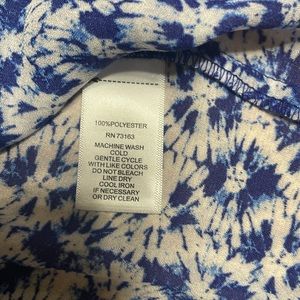 100%POLYESTER
RN 73163
MACHINE WASH
COLD
GENTLE CYCLE
WITH LIKE COLORS
DO NOT BLEACH
LINE DRY
COOL IRON
IF NECESSARY
OR DRY CLEAN